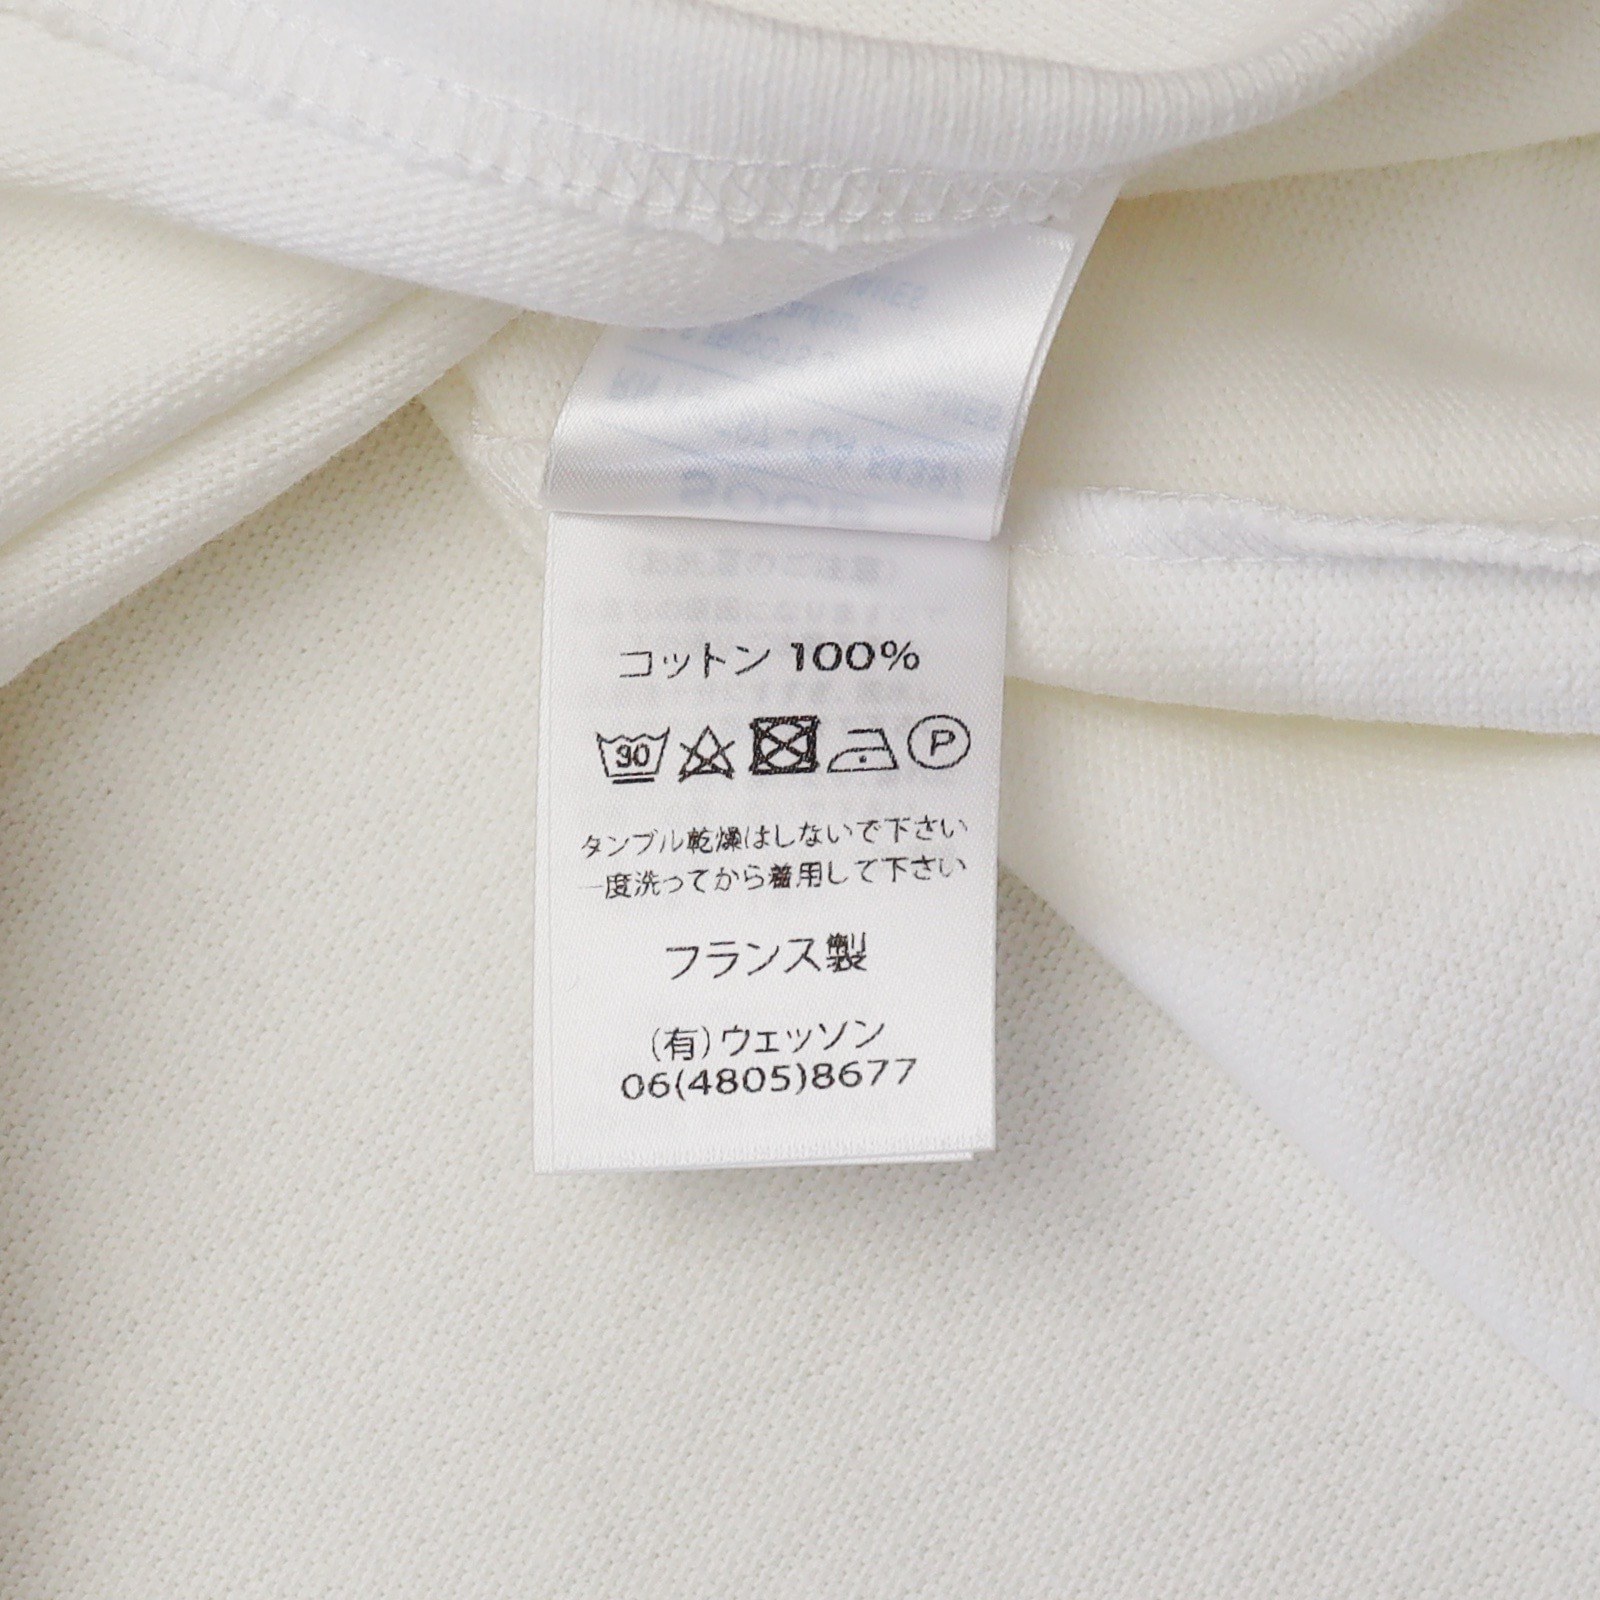 コットン 100%
30
P
タンブル乾燥はしないで下さい
一度洗ってから着用して下さい
フランス製
(有)ウェッソン
06(4805)8677